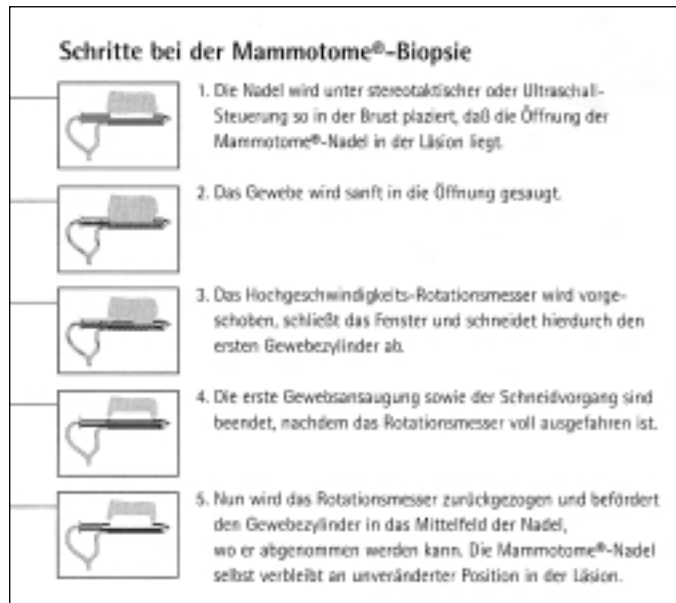 Schritte bei der Mammotome®-Biopsie
1. Die Nadel wird unter stereotaktischer oder Ultraschall-
Steuerung so in der Brust plaziert, daß die Öffnung der
Mammotome®-Nadel in der Läsion liegt.
2. Das Gewebe wird sanft in die Öffnung gesaugt.
3. Das Hochgeschwindigkeits-Rotationsmesser wird vorge-
schoben, schließt das Fenster und schneidet hierdurch den
ersten Gewebezylinder ab.
4. Die erste Gewebsansaugung sowie der Schneidvorgang sind
beendet, nachdem das Rotationsmesser voll ausgefahren ist.
5. Nun wird das Rotationsmesser zurückgezogen und befördert
den Gewebezylinder in das Mittelfeld der Nadel,
wo er abgenommen werden kann. Die Mammotome®-Nadel
selbst verbleibt an unveränderter Position in der Läsion.